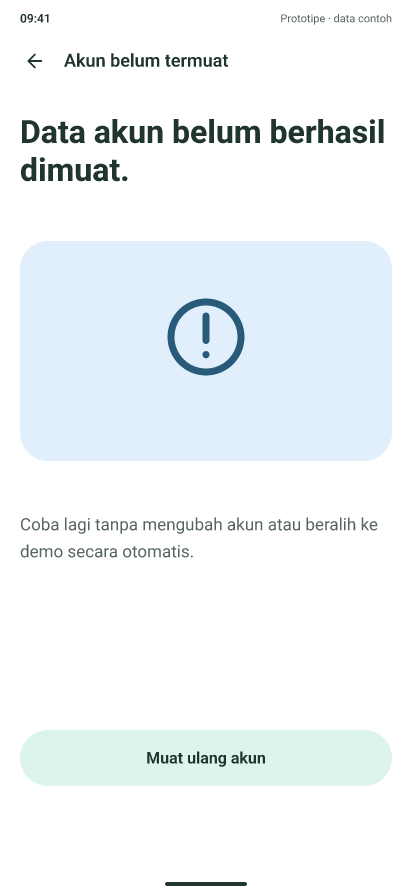 09:41
Prototipe · data contoh
Akun belum termuat
Data akun belum berhasil
dimuat.
Coba lagi tanpa mengubah akun atau beralih ke
demo secara otomatis.
Muat ulang akun